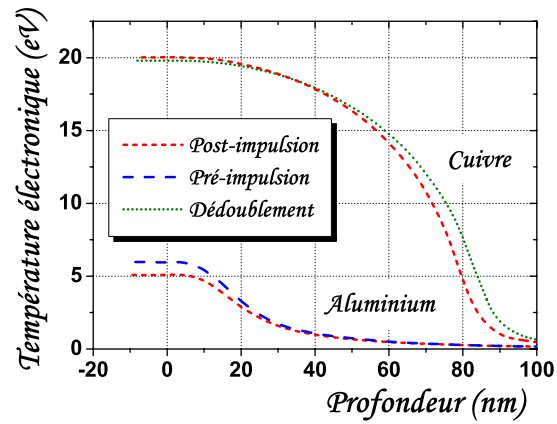 Température électronique (eV)
20
15
10
5
0
Post-impulsion
Pré-impulsion
Dédoublement
Cuivre
Aluminium
-20 0 20 40 60 80 100
Profondeur (nm)